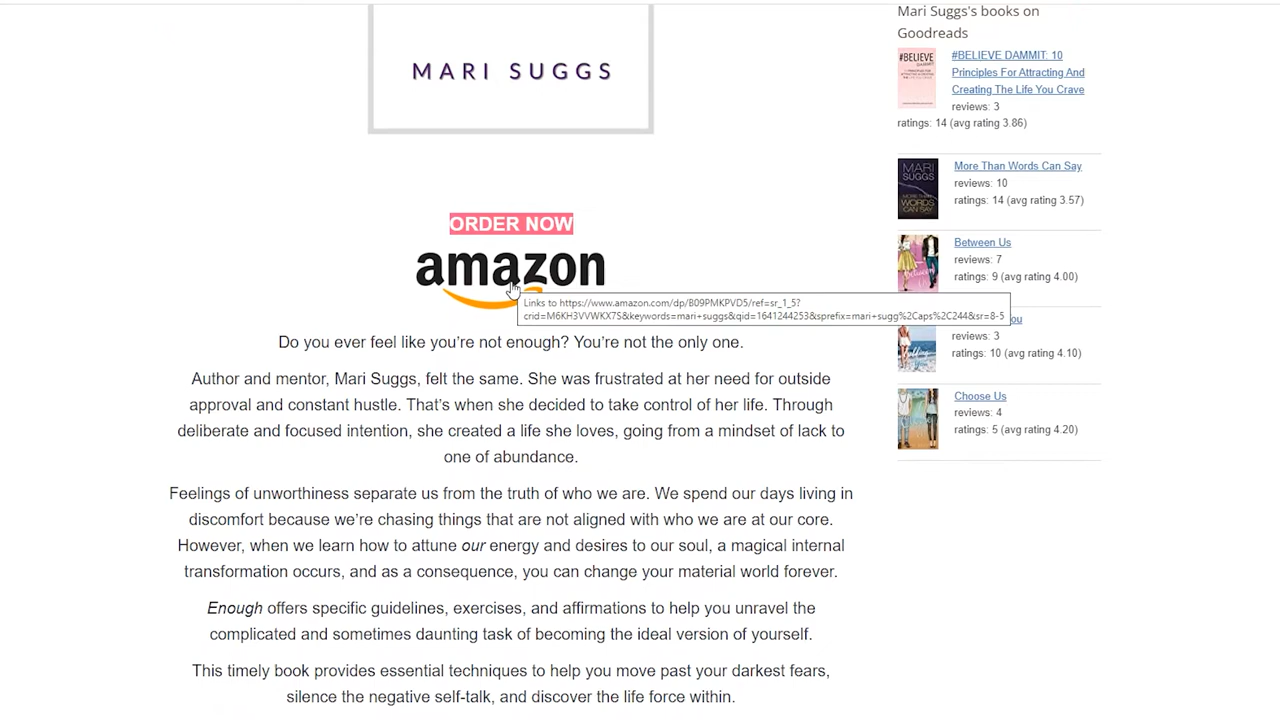 MARI SUGGS
ORDER NOW
amazon
Links to https://www.amazon.com/dp/B09PMKPVD5/ref=sr_1_5?
crid=M6KH3VVWKX7S&keywords=mari+suggs&qid=1641244253&sprefix=mari+sugg%2Caps%2C244&sr=8-5
Do you ever feel like you’re not enough? You’re not the only one.
Author and mentor, Mari Suggs, felt the same. She was frustrated at her need for outside
approval and constant hustle. That’s when she decided to take control of her life. Through
deliberate and focused intention, she created a life she loves, going from a mindset of lack to
one of abundance.
Feelings of unworthiness separate us from the truth of who we are. We spend our days living in
discomfort because we’re chasing things that are not aligned with who we are at our core.
However, when we learn how to attune our energy and desires to our soul, a magical internal
transformation occurs, and as a consequence, you can change your material world forever.
Enough offers specific guidelines, exercises, and affirmations to help you unravel the
complicated and sometimes daunting task of becoming the ideal version of yourself.
This timely book provides essential techniques to help you move past your darkest fears,
silence the negative self-talk, and discover the life force within.
Mari Suggs's books on
Goodreads
#BELIEVE
#BELIEVE DAMMIT: 10
Principles For Attracting And
Creating The Life You Crave
reviews: 3
ratings: 14 (avg rating 3.86)
MARI
SUGGS
MORE THAN
WORDS
CAN SAY
More Than Words Can Say
reviews: 10
ratings: 14 (avg rating 3.57)
Between Us
reviews: 7
ratings: 9 (avg rating 4.00)
ou
reviews: 3
ratings: 10 (avg rating 4.10)
Choose Us
reviews: 4
ratings: 5 (avg rating 4.20)